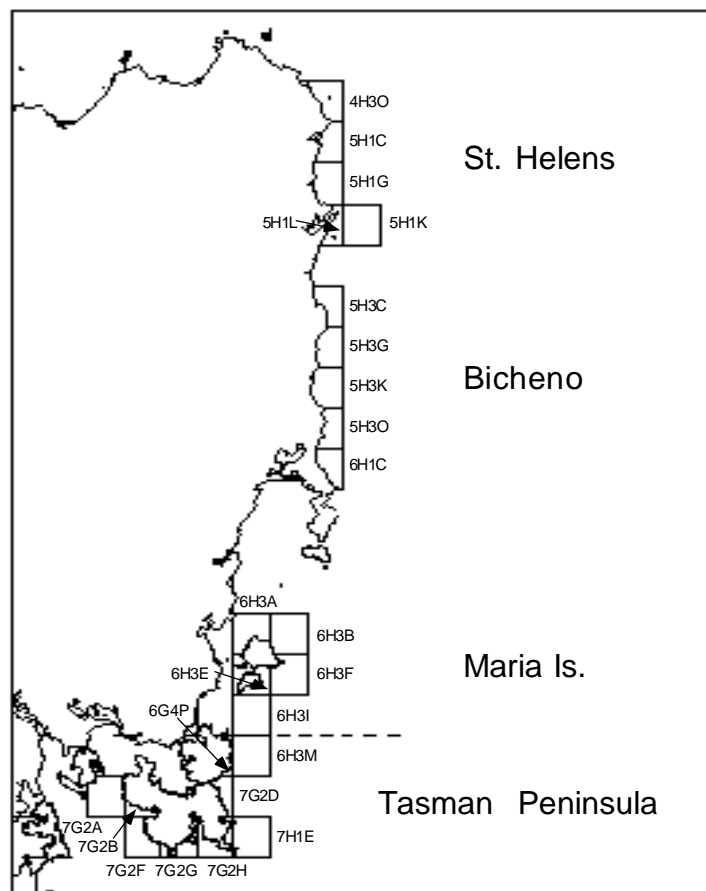 4H3O
5H1C
St. Helens
5H1G
5H1L
5H1K
5H3C
5H3G
Bicheno
5H3K
5H3O
6H1C
6H3A
6H3B
Maria Is.
6H3E
6H3F
6G4P
6H3I
6H3M
7G2D
Tasman Peninsula
7G2A
7G2B
7H1E
7G2F
7G2G
7G2H